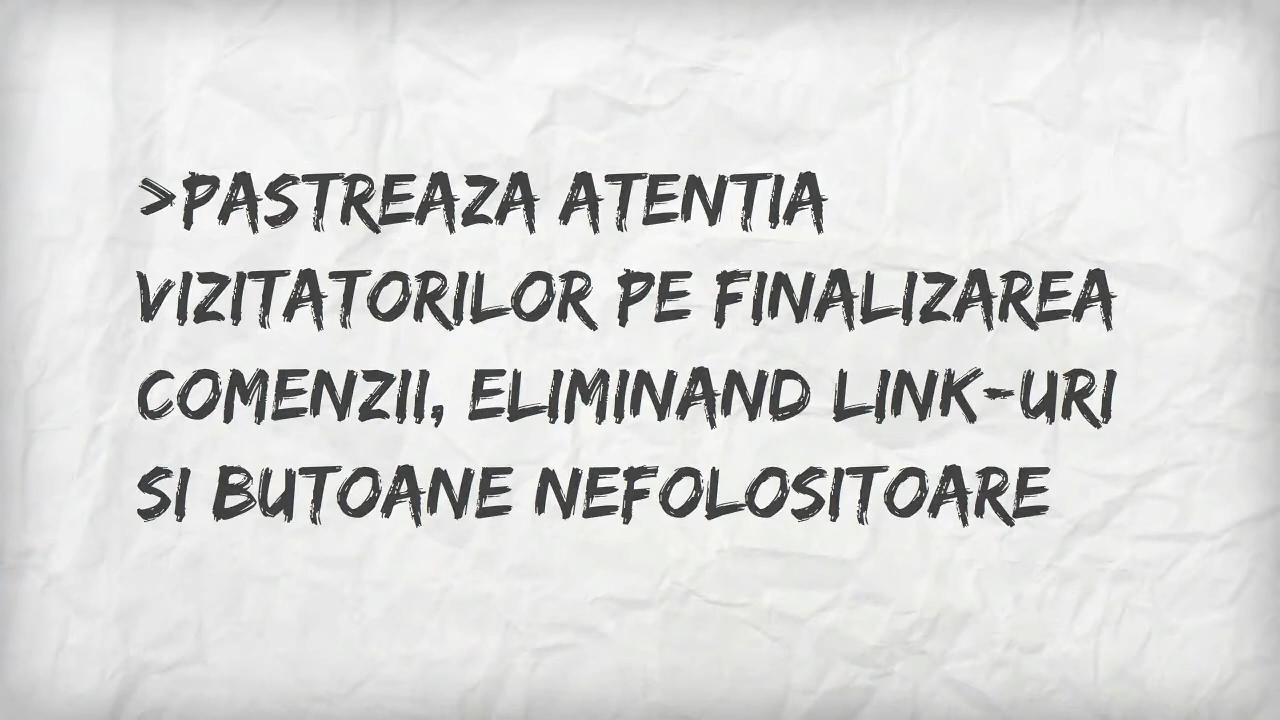 >PASTREAZA ATENTIA
VIZITATORILOR PE FINALIZAREA
COMENZII, ELIMINAND LINK-URI
SI BUTOANE NEFOLOSITOARE